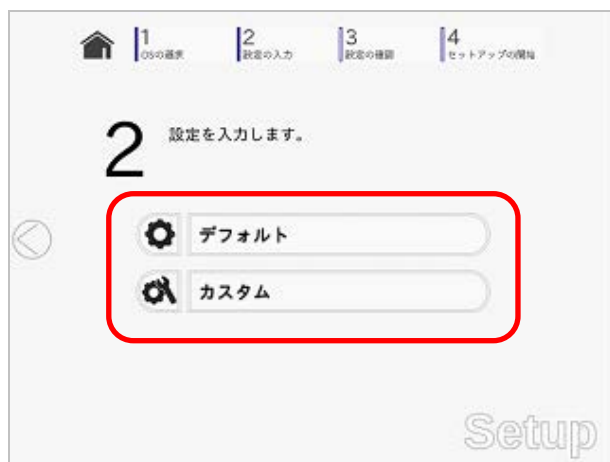 1
OSの選択
2
設定の入力
3
設定の確認
4
セットアップの開始
2
設定を入力します。
デフォルト
カスタム
Setup